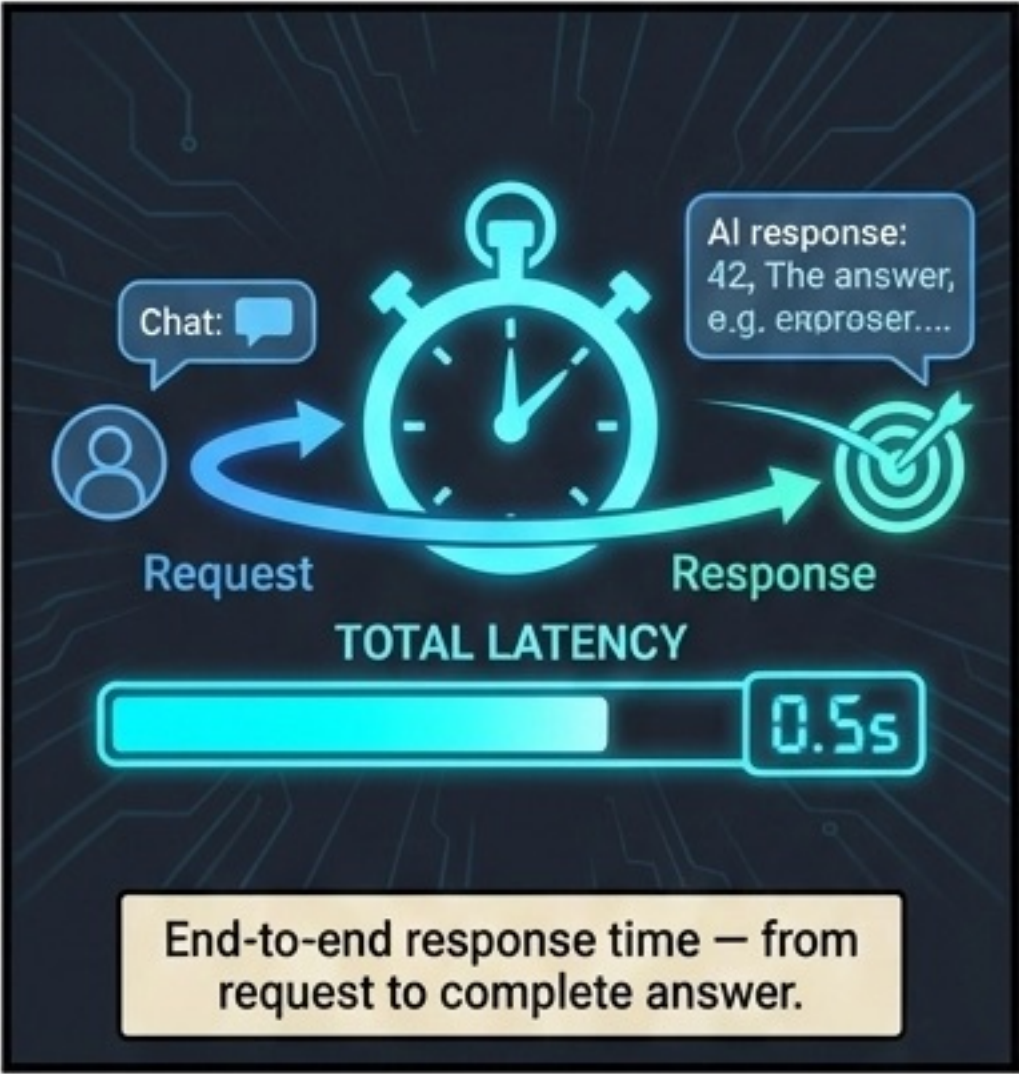 Chat:
AI response:
42, The answer,
e.g.
Request
Response
TOTAL LATENCY
0.5s
End-to-end response time — from
request to complete answer.